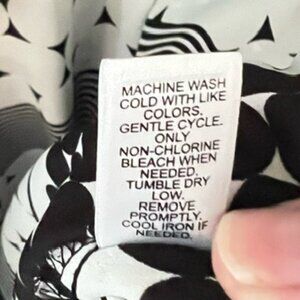 MACHINE WASH
COLD WITH LIKE
COLORS.
GENTLE CYCLE.
ONLY
NON-CHLORINE
BLEACH WHEN
NEEDED.
TUMBLE DRY
LOW.
REMOVE
PROMPTLY.
COOL IRON IF
NEEDED.